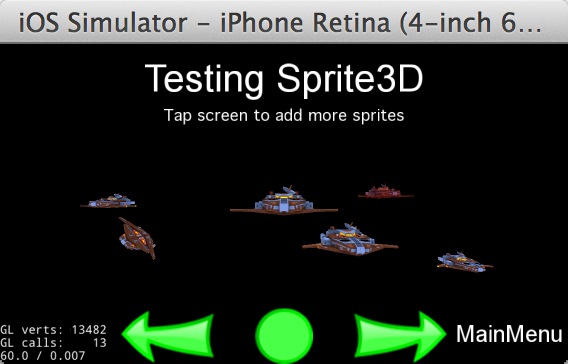 iOS Simulator – iPhone Retina (4-inch 6...
Testing Sprite3D
Tap screen to add more sprites
GL verts: 13482
GL calls: 13
60.0 / 0.007
MainMenu